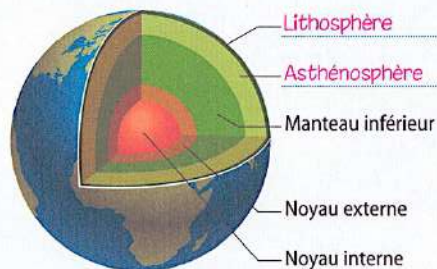 Lithosphère
Asthénosphère
Manteau inférieur
Noyau externe
Noyau interne